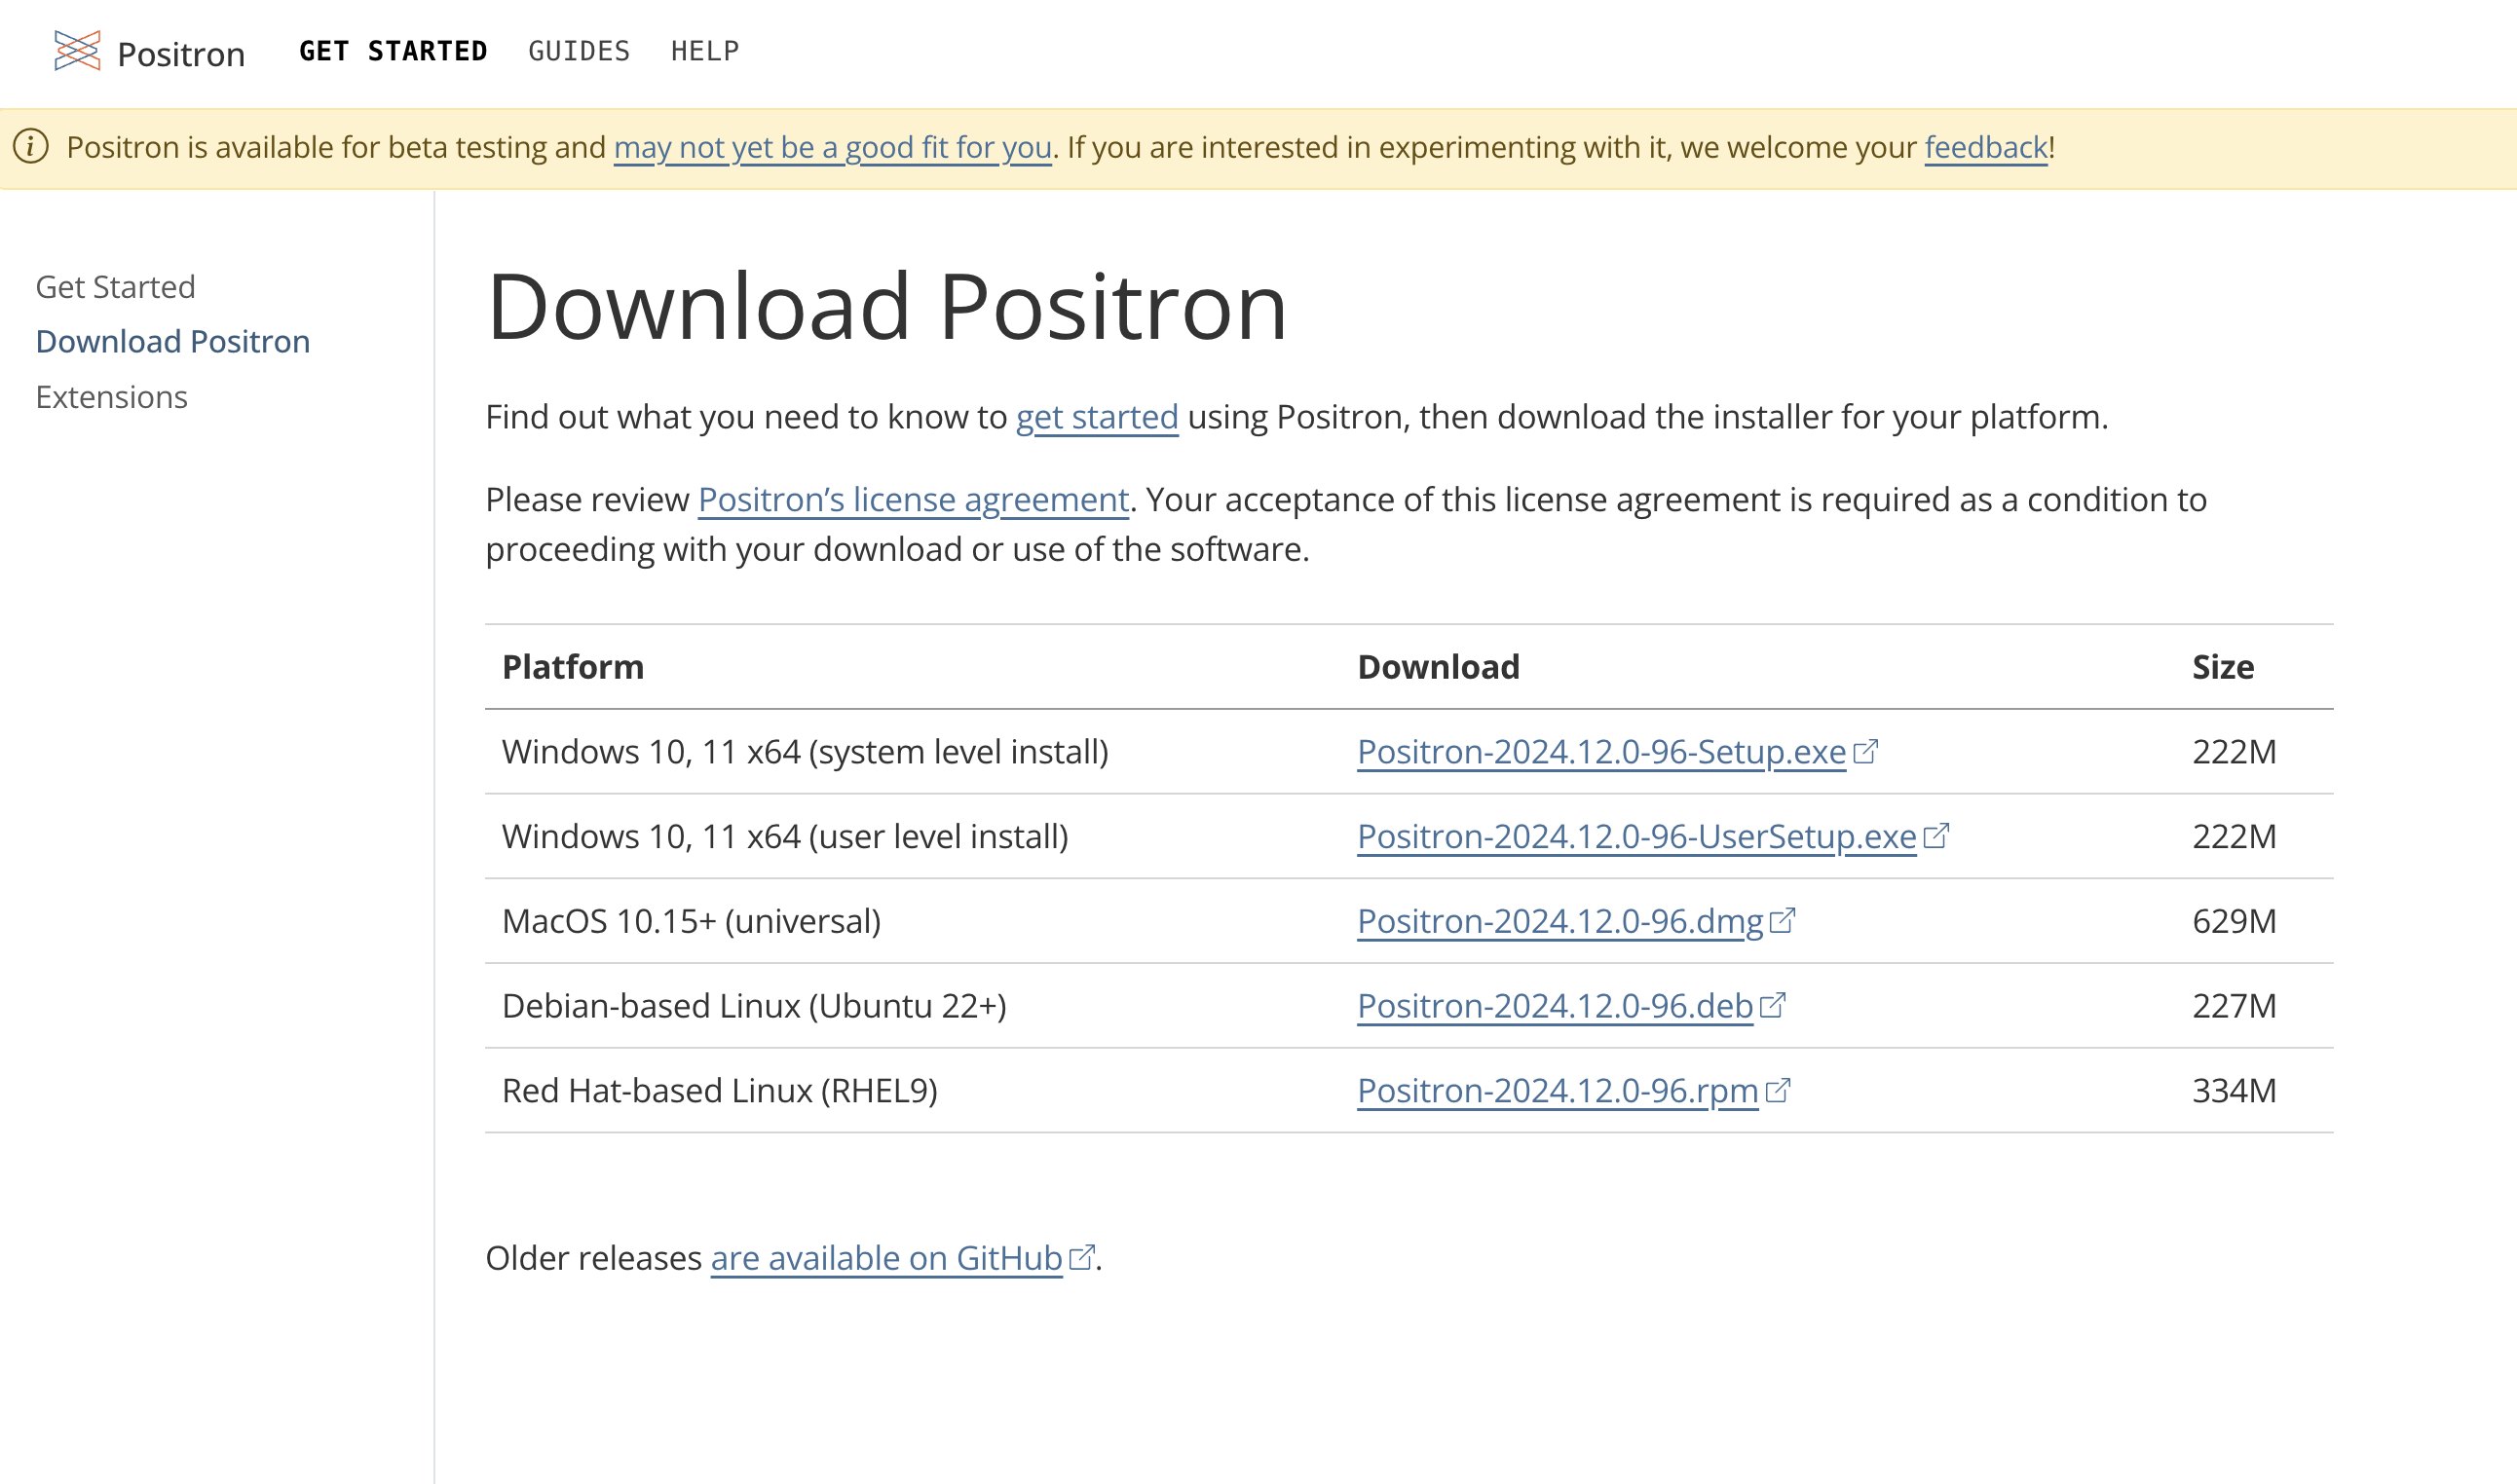 Positron GET STARTED GUIDES HELP
Positron is available for beta testing and may not yet be a good fit for you. If you are interested in experimenting with it, we welcome your feedback!
Get Started
Download Positron
Extensions
Download Positron
Find out what you need to know to get started using Positron, then download the installer for your platform.
Please review Positron’s license agreement. Your acceptance of this license agreement is required as a condition to
proceeding with your download or use of the software.
Platform Download Size
Windows 10, 11 x64 (system level install) Positron-2024.12.0-96-Setup.exe 222M
Windows 10, 11 x64 (user level install) Positron-2024.12.0-96-UserSetup.exe 222M
MacOS 10.15+ (universal) Positron-2024.12.0-96.dmg 629M
Debian-based Linux (Ubuntu 22+) Positron-2024.12.0-96.deb 227M
Red Hat-based Linux (RHEL9) Positron-2024.12.0-96.rpm 334M
Older releases are available on GitHub.